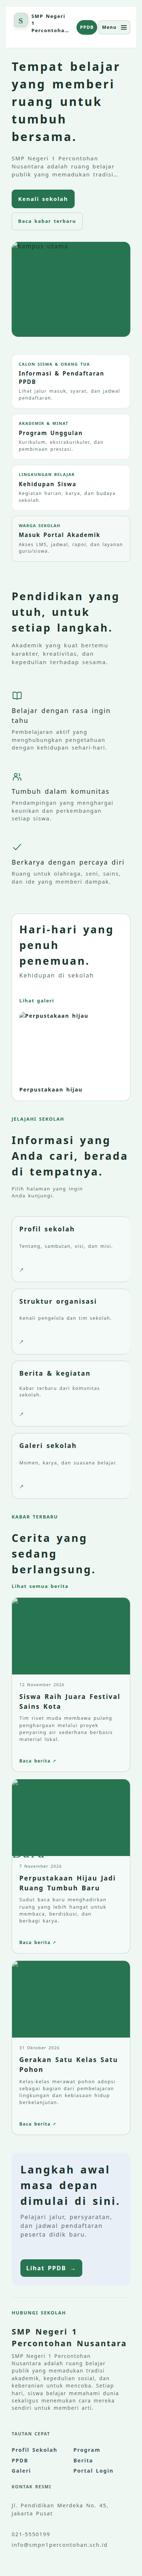 S
SMP Negeri 1
Percontoha…
PPDB
Menu
Tempat belajar
yang memberi
ruang untuk
tumbuh
bersama.
SMP Negeri 1 Percontohan
Nusantara adalah ruang belajar
publik yang memadukan tradisi…
Kenali sekolah
Baca kabar terbaru
Kampus utama
CALON SISWA & ORANG TUA
Informasi & Pendaftaran
PPDB
Lihat jalur masuk, syarat, dan jadwal
pendaftaran.
AKADEMIK & MINAT
Program Unggulan
Kurikulum, ekstrakurikuler, dan
pembinaan prestasi.
LINGKUNGAN BELAJAR
Kehidupan Siswa
Kegiatan harian, karya, dan budaya
sekolah.
WARGA SEKOLAH
Masuk Portal Akademik
Akses LMS, jadwal, rapor, dan layanan
guru/siswa.
Pendidikan yang
utuh, untuk
setiap langkah.
Akademik yang kuat bertemu
karakter, kreativitas, dan
kepedulian terhadap sesama.
Belajar dengan rasa ingin
tahu
Pembelajaran aktif yang
menghubungkan pengetahuan
dengan kehidupan sehari-hari.
Tumbuh dalam komunitas
Pendampingan yang menghargai
keunikan dan perkembangan
setiap siswa.
Berkarya dengan percaya diri
Ruang untuk olahraga, seni, sains,
dan ide yang memberi dampak.
Hari-hari yang
penuh
penemuan.
Kehidupan di sekolah
Lihat galeri
Perpustakaan hijau
Perpustakaan hijau
JELAJAHI SEKOLAH
Informasi yang
Anda cari, berada
di tempatnya.
Pilih halaman yang ingin
Anda kunjungi.
Profil sekolah
Tentang, sambutan, visi, dan misi.
↗
Struktur organisasi
Kenali pengelola dan tim sekolah.
↗
Berita & kegiatan
Kabar terbaru dari komunitas
sekolah.
↗
Galeri sekolah
Momen, karya, dan suasana belajar.
↗
KABAR TERBARU
Cerita yang
sedang
berlangsung.
Lihat semua berita
12 November 2026
Siswa Raih Juara Festival
Sains Kota
Tim riset muda membawa pulang
penghargaan melalui proyek
penyaring air sederhana berbasis
material lokal.
Baca berita ↗
7 November 2026
Perpustakaan Hijau Jadi
Ruang Tumbuh Baru
Sudut baca baru menghadirkan
ruang yang lebih hangat untuk
membaca, berdiskusi, dan
berbagi karya.
Baca berita ↗
31 Oktober 2026
Gerakan Satu Kelas Satu
Pohon
Kelas-kelas merawat pohon adopsi
sebagai bagian dari pembelajaran
lingkungan dan kebiasaan hidup
berkelanjutan.
Baca berita ↗
Langkah awal
masa depan
dimulai di sini.
Pelajari jalur, persyaratan,
dan jadwal pendaftaran
peserta didik baru.
Lihat PPDB →
HUBUNGI SEKOLAH
SMP Negeri 1
Percontohan Nusantara
SMP Negeri 1 Percontohan
Nusantara adalah ruang belajar
publik yang memadukan tradisi
akademik, kepedulian sosial, dan
keberanian untuk mencoba. Setiap
hari, siswa belajar memahami dunia
sekaligus menemukan cara mereka
sendiri untuk memberi arti.
TAUTAN CEPAT
Profil Sekolah
Program
PPDB
Berita
Galeri
Portal Login
KONTAK RESMI
Jl. Pendidikan Merdeka No. 45,
Jakarta Pusat
021-5550199
info@smpn1percontohan.sch.id